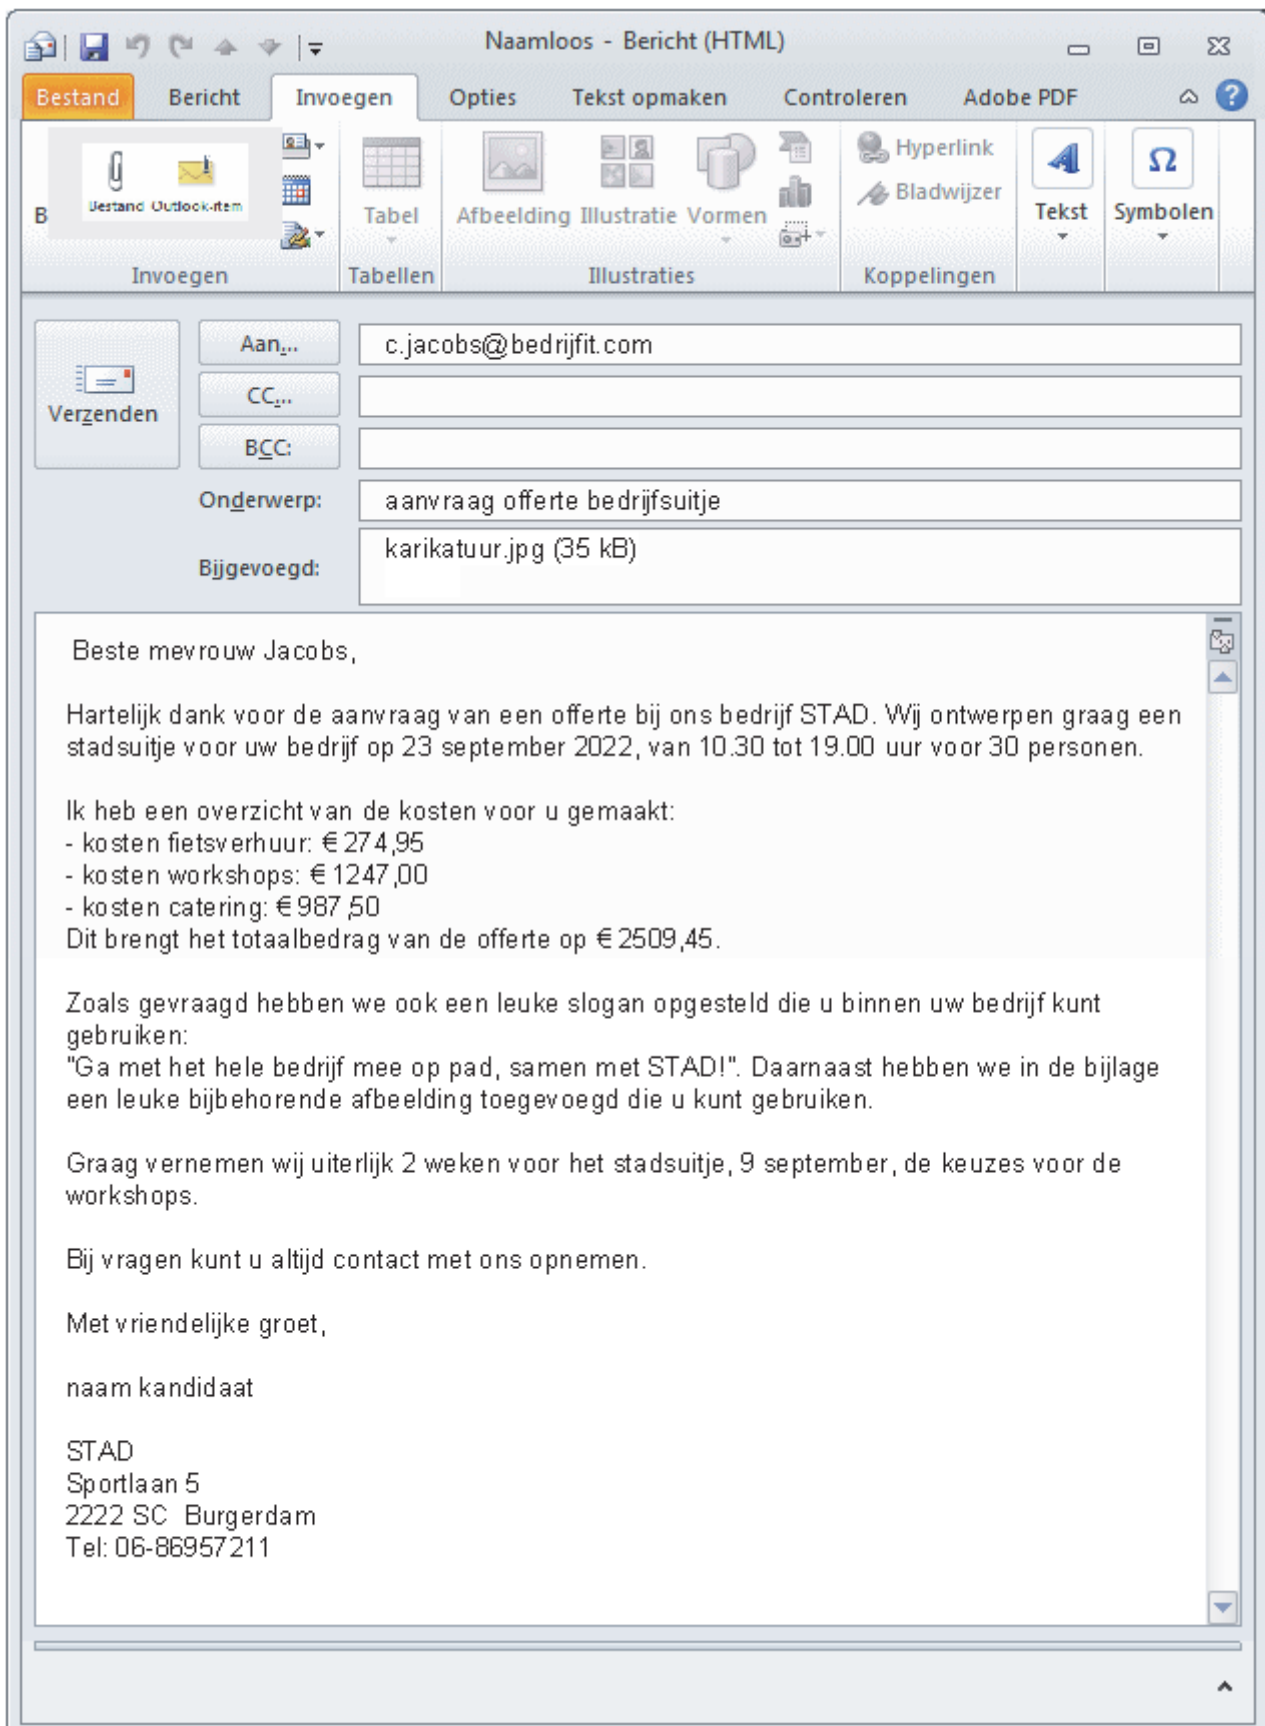 Naamloos - Bericht (HTML)
Bestand Bericht Invoegen Opties Tekst opmaken Controleren Adobe PDF
B Bestand Outlook-item Tabel Afbeelding Illustratie Vormen Hyperlink Bladwijzer Tekst Symbolen
Invoegen Tabellen Illustraties Koppelingen
Verzenden
Aan... c.jacobs@bedrijfit.com
CC...
BCC:
Onderwerp: aanvraag offerte bedrijfsuitje
Bijgevoegd: karikatuur.jpg (35 kB)
Beste mevrouw Jacobs,
Hartelijk dank voor de aanvraag van een offerte bij ons bedrijf STAD. Wij ontwerpen graag een
stadsuitje voor uw bedrijf op 23 september 2022, van 10.30 tot 19.00 uur voor 30 personen.
Ik heb een overzicht van de kosten voor u gemaakt:
- kosten fietsverhuur: € 274,95
- kosten workshops: € 1247,00
- kosten catering: € 987,50
Dit brengt het totaalbedrag van de offerte op € 2509,45.
Zoals gevraagd hebben we ook een leuke slogan opgesteld die u binnen uw bedrijf kunt
gebruiken:
"Ga met het hele bedrijf mee op pad, samen met STAD!". Daarnaast hebben we in de bijlage
een leuke bijbehorende afbeelding toegevoegd die u kunt gebruiken.
Graag vernemen wij uiterlijk 2 weken voor het stadsuitje, 9 september, de keuzes voor de
workshops.
Bij vragen kunt u altijd contact met ons opnemen.
Met vriendelijke groet,
naam kandidaat
STAD
Sportlaan 5
2222 SC Burgerdam
Tel: 06-86957211